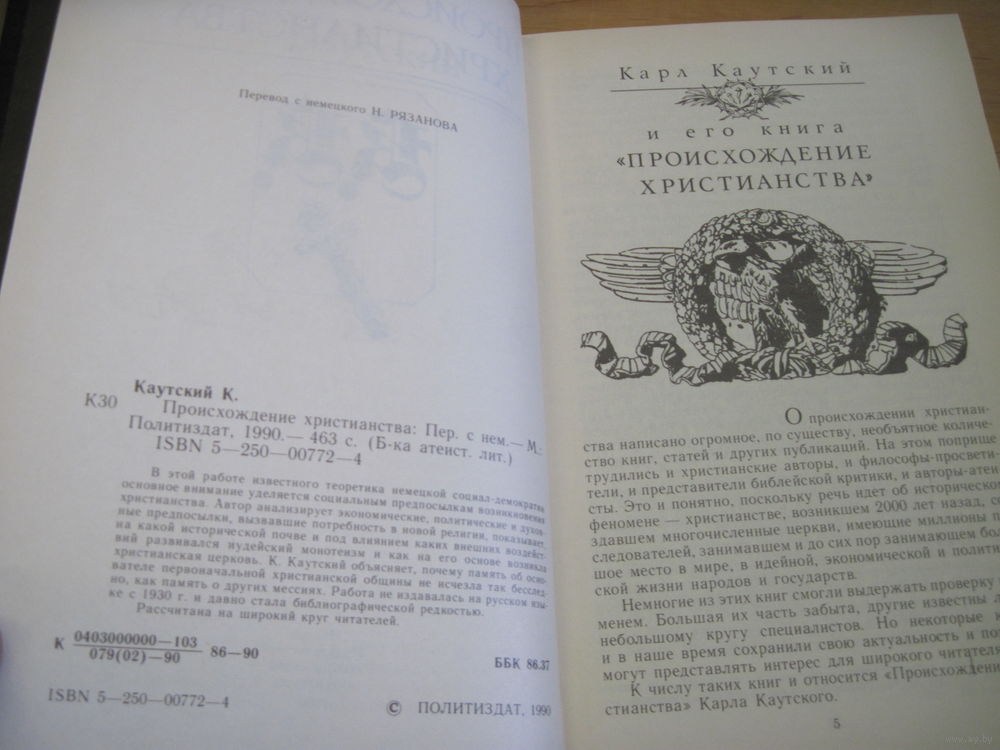 Перевод с немецкого Н. РЯЗАНОВА
Каутский К.
К30 Происхождение христианства: Пер. с нем.— М.:
Политиздат, 1990.— 463 с. (Б-ка атеист. лит.)
ISBN 5—250—00772—4
В этой работе известного теоретика немецкой социал-демократии
основное внимание уделяется социальным предпосылкам возникновения
христианства. Автор анализирует экономические, политические и духов-
ные предпосылки, вызвавшие потребность в новой религии, показывает,
на какой исторической почве и под влиянием каких внешних воздейст-
вий развивался иудейский монотеизм и как на его основе возникла
христианская церковь. К. Каутский объясняет, почему память об осно-
вателе первоначальной христианской общины не исчезла так бесслед-
но, как память о других мессиях. Работа не издавалась на русском язы-
ке с 1930 г. и давно стала библиографической редкостью.
Рассчитана на широкий круг читателей.
К 0403000000—103 86—90
079(02)—90
ББК 86.37
ISBN 5—250—00772—4
© ПОЛИТИЗДАТ, 1990
Карл Каутский
и его книга
«ПРОИСХОЖДЕНИЕ
ХРИСТИАНСТВА»
О происхождении христиан-
ства написано огромное, по существу, необъятное количе-
ство книг, статей и других публикаций. На этом поприще
трудились и христианские авторы, и философы-просвети-
тели, и представители библейской критики, и авторы-атеи
сты. Это и понятно, поскольку речь идет об историческом
феномене — христианстве, возникшем 2000 лет назад, со
здавшем многочисленные церкви, имеющие миллионы п
следователей, занимавшем и до сих пор занимающем бол
шое место в мире, в идейной, экономической и полити
ской жизни народов и государств.
Немногие из этих книг смогли выдержать проверку
менем. Большая их часть забыта, другие известны л
небольшому кругу специалистов. Но некоторые к
и в наше время сохранили свою актуальность и по
могут представлять интерес для широкого читателя
К числу таких книг и относится «Происхождени
стианства» Карла Каутского.
5
www.ay.by